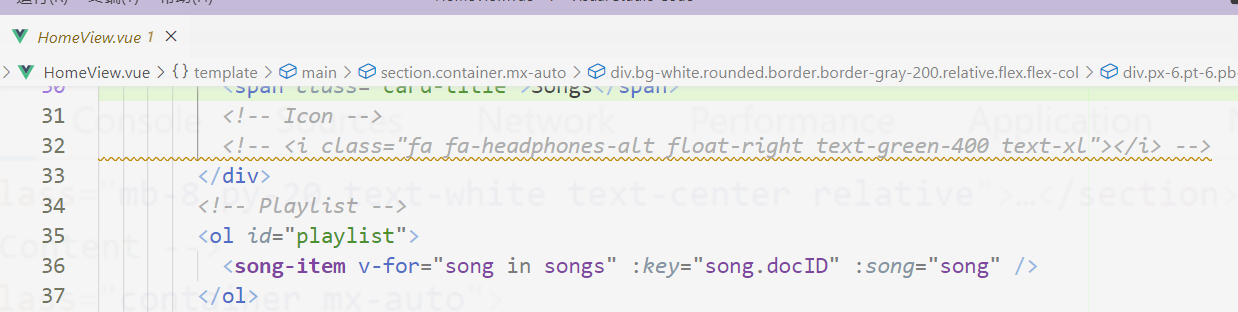 HomeView.vue 1 ×
HomeView.vue > {} template > main > section.container.mx-auto > div.bg-white.rounded.border.border-gray-200.relative.flex.flex-col > div.px-6.pt-6.pb-
30 <span class="card-title">Songs</span>
Console Sources Network Performance Application
31 <!-- Icon -->
32 <!-- <i class="fa fa-headphones-alt float-right text-green-400 text-xl"></i> -->
33 </div>
lass="mb-8 py-20 text-white text-center relative">…</section>
34 <!-- Playlist -->
35 <ol id="playlist">
ontent -->
36 <song-item v-for="song in songs" :key="song.docID" :song="song" />
37 </ol>
lass="container mx-auto">